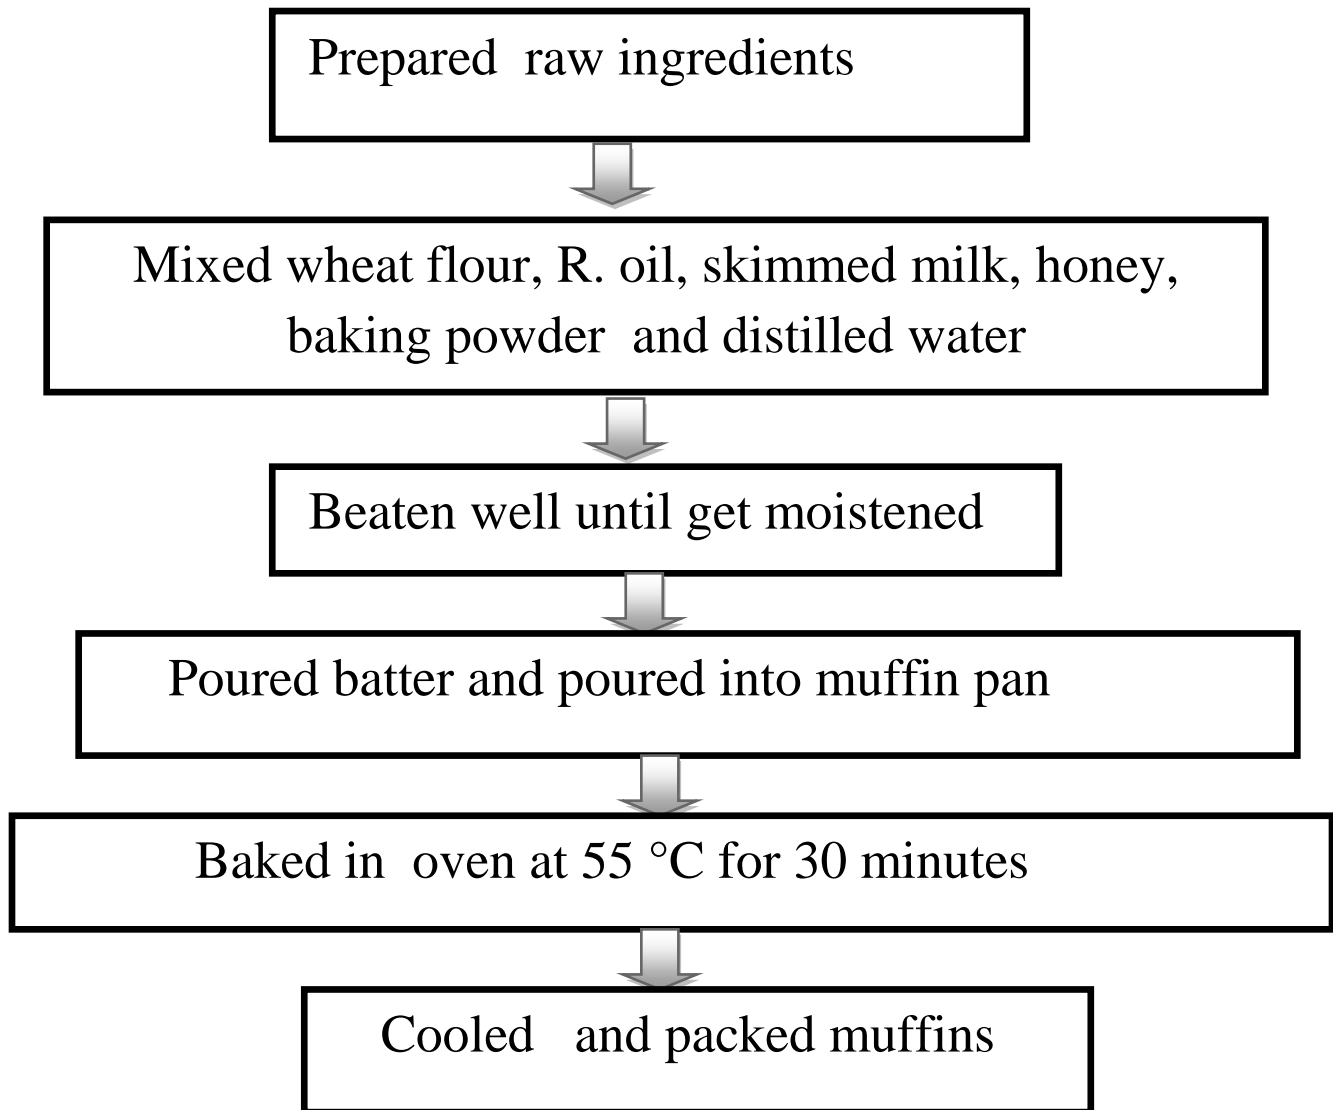 Prepared raw ingredients
Mixed wheat flour, R. oil, skimmed milk, honey,
baking powder and distilled water
Beaten well until get moistened
Poured batter and poured into muffin pan
Baked in oven at 55 °C for 30 minutes
Cooled and packed muffins